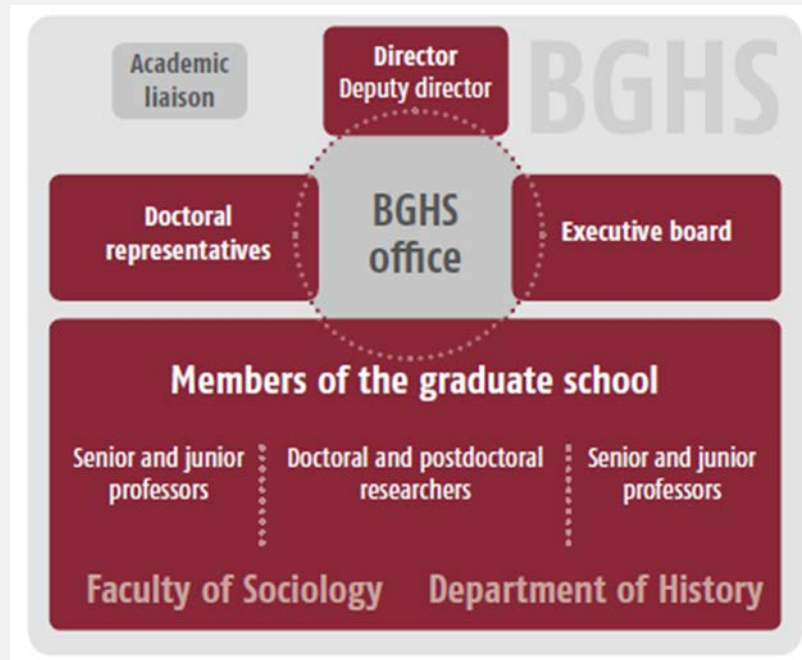 Academic
liaison
Director
Deputy director
BGHS
Doctoral
representatives
BGHS
office
Executive board
Members of the graduate school
Senior and junior
professors
Doctoral and postdoctoral
researchers
Senior and junior
professors
Faculty of Sociology
Department of History